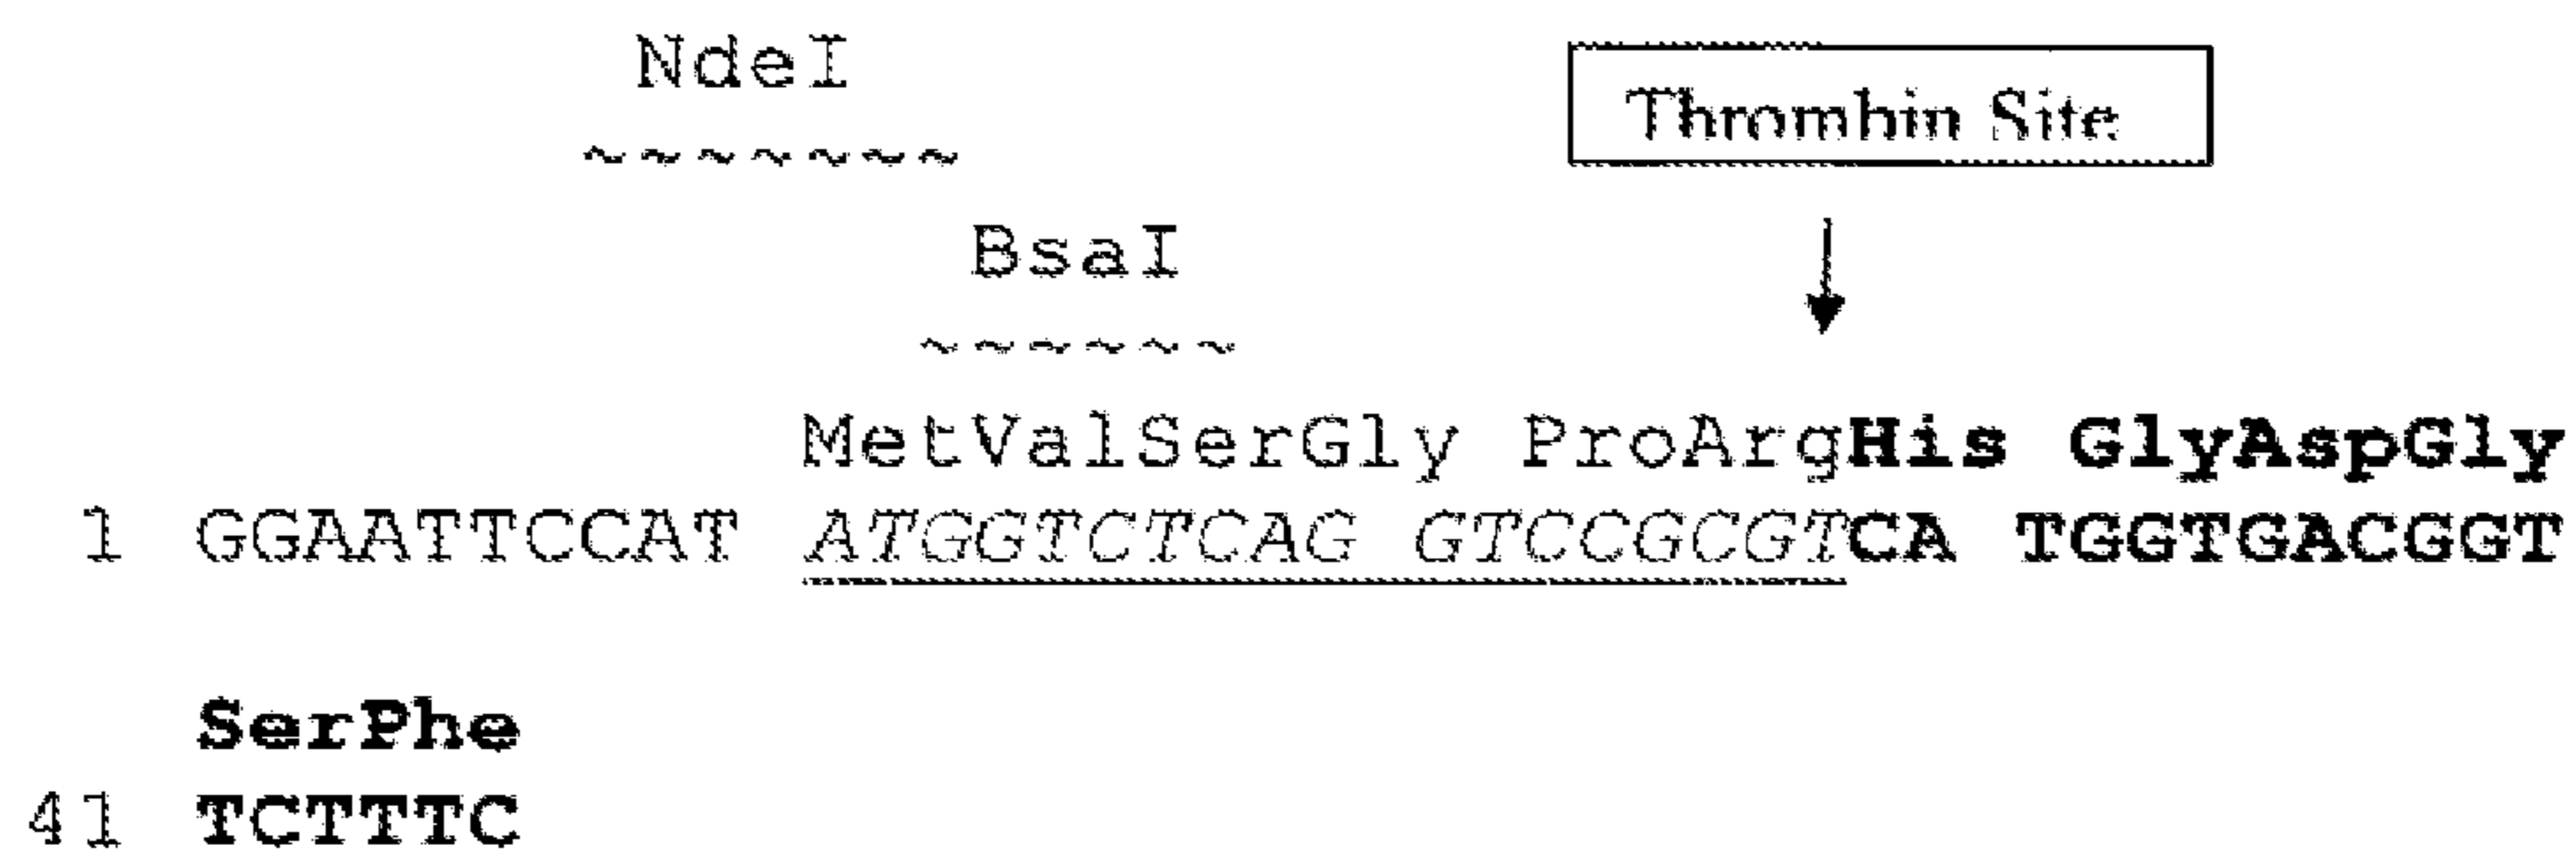 NdeI
Thrombin Site
~~~~~~~
BsaI
~~~~~~
MetValSerGly ProArgHis GlyAspGly
1 GGAATTCCAT ATGGTCTCAG GTCCGCGTCA TGGTGACGGT
SerPhe
41 TCTTTC